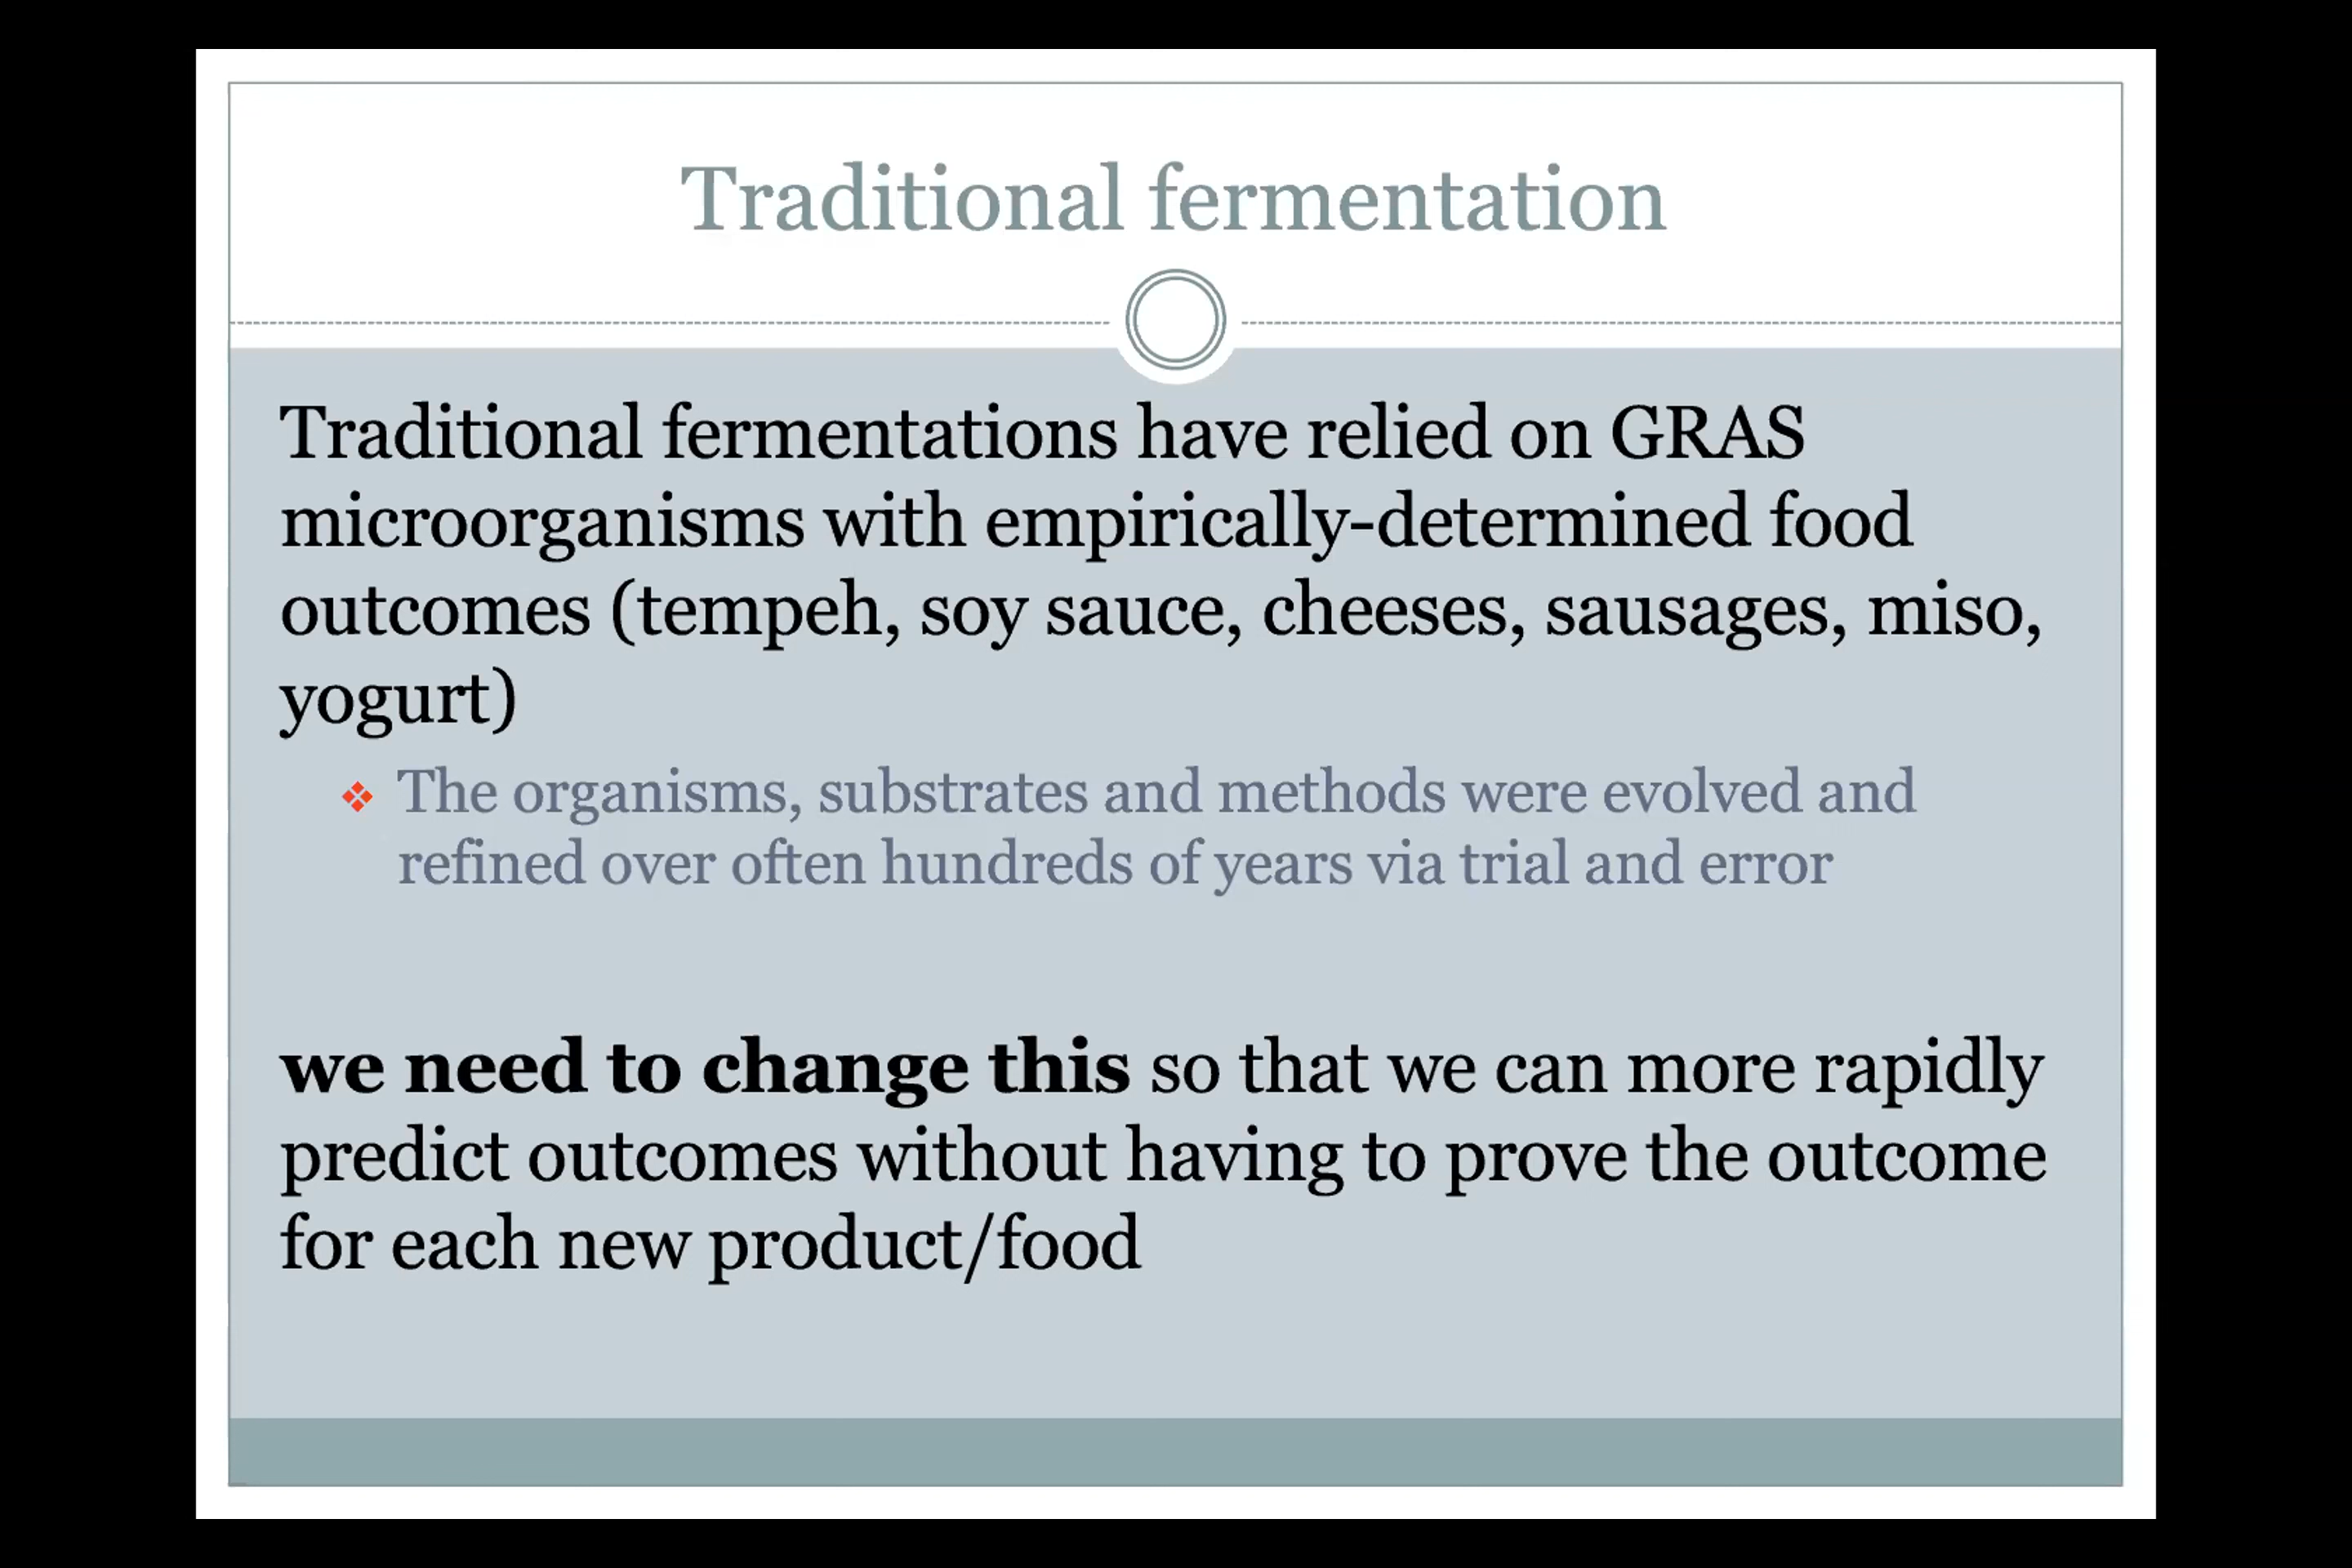 Traditional fermentation
Traditional fermentations have relied on GRAS
microorganisms with empirically-determined food
outcomes (tempeh, soy sauce, cheeses, sausages, miso,
yogurt)
The organisms, substrates and methods were evolved and
refined over often hundreds of years via trial and error
we need to change this so that we can more rapidly
predict outcomes without having to prove the outcome
for each new product/food